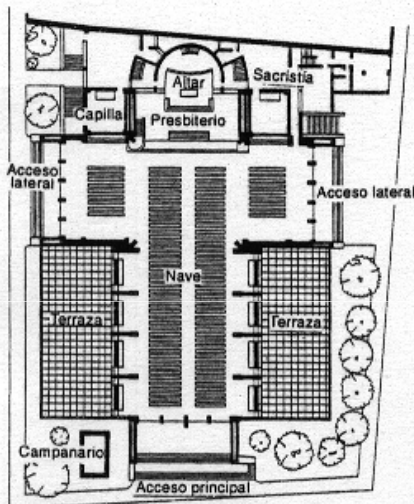 Altar
Sacristía
Capilla
Presbiterio
Acceso
lateral
Acceso lateral
Nave
Terraza
Terraza
Campanario
Acceso principal